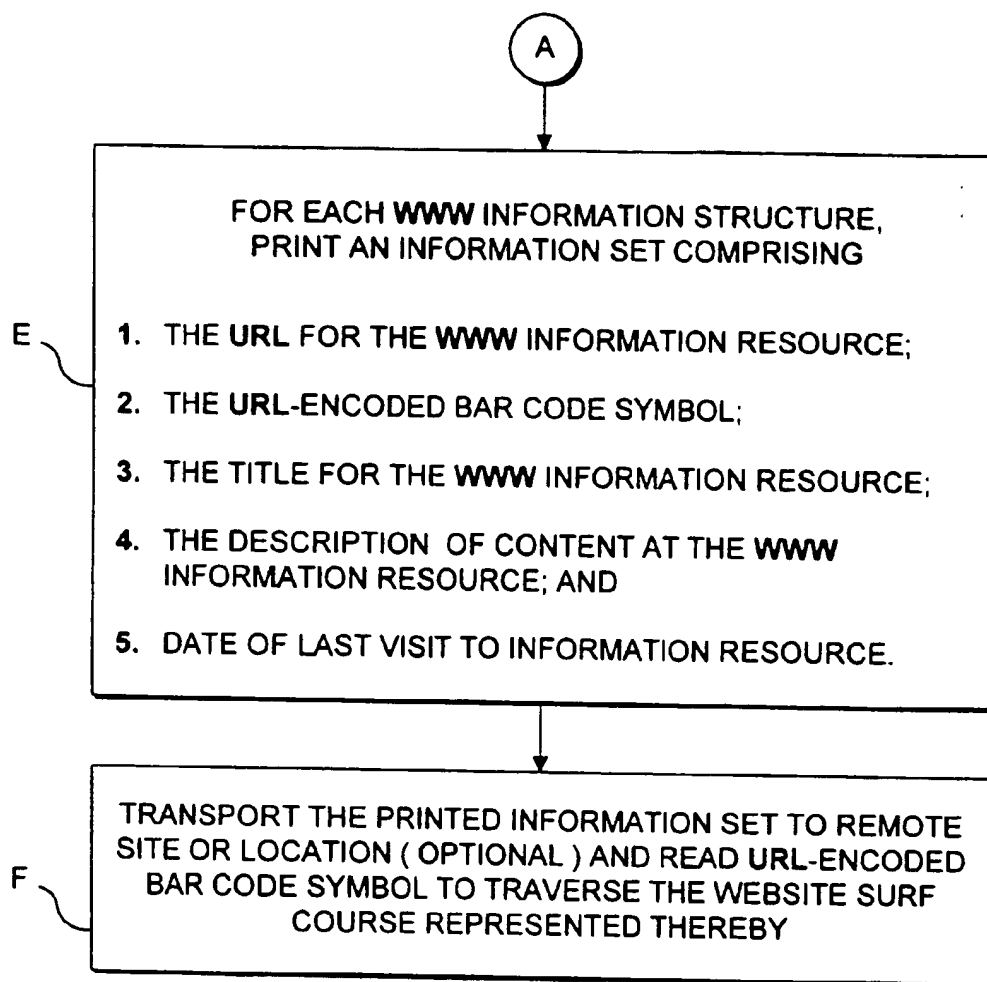 A
FOR EACH WWW INFORMATION STRUCTURE,
PRINT AN INFORMATION SET COMPRISING
E
1. THE URL FOR THE WWW INFORMATION RESOURCE;
2. THE URL-ENCODED BAR CODE SYMBOL;
3. THE TITLE FOR THE WWW INFORMATION RESOURCE;
4. THE DESCRIPTION OF CONTENT AT THE WWW
INFORMATION RESOURCE; AND
5. DATE OF LAST VISIT TO INFORMATION RESOURCE.
F
TRANSPORT THE PRINTED INFORMATION SET TO REMOTE
SITE OR LOCATION ( OPTIONAL ) AND READ URL-ENCODED
BAR CODE SYMBOL TO TRAVERSE THE WEBSITE SURF
COURSE REPRESENTED THEREBY